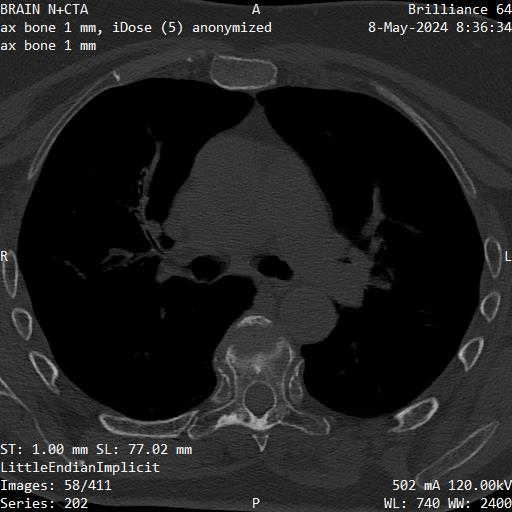 BRAIN N+CTA
A
Brilliance 64
ax bone 1 mm, iDose (5) anonymized
8-May-2024 8:36:34
ax bone 1 mm
R
L
ST: 1.00 mm SL: 77.02 mm
LittleEndianImplicit
Images: 58/411
502 mA 120.00kV
Series: 202
P
WL: 740 WW: 2400